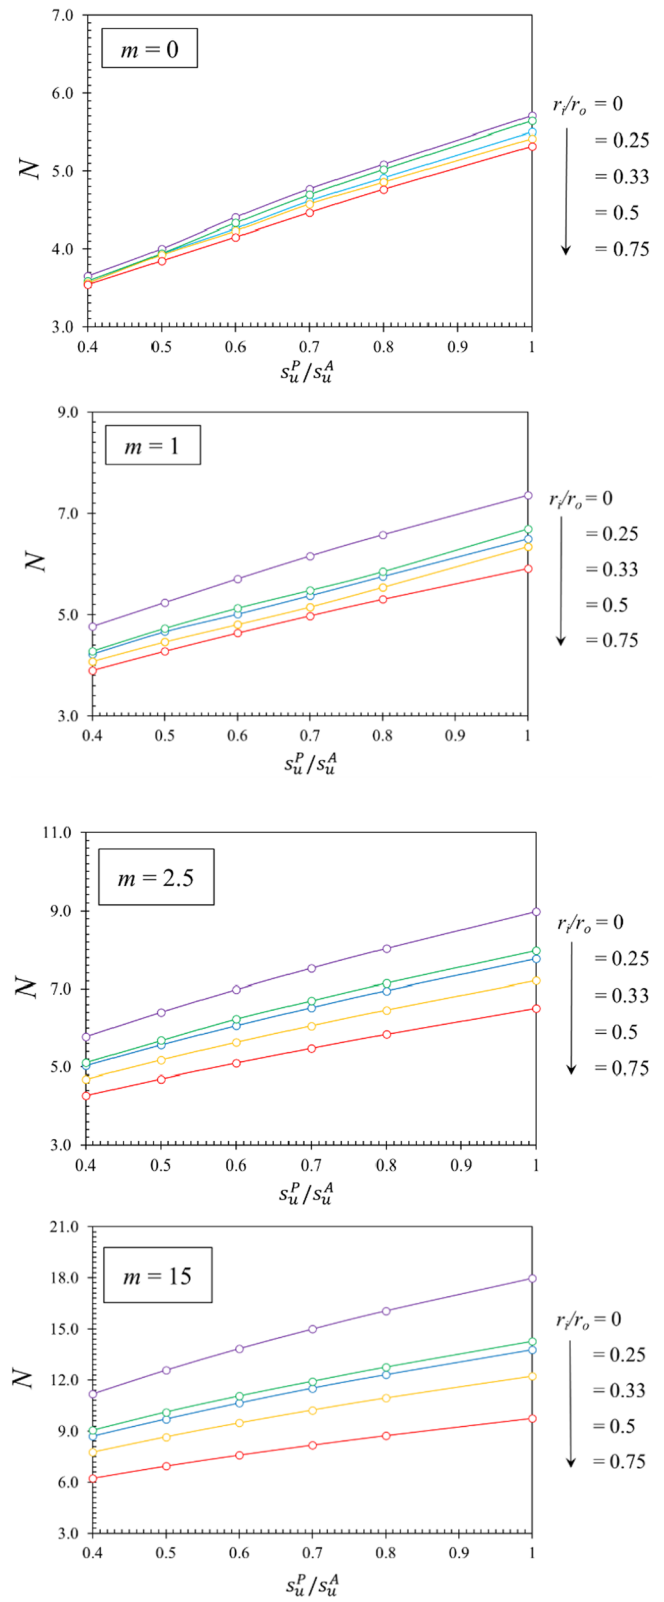 7.0
m = 0
6.0
r_i/r_o = 0
= 0.25
5.0
N
= 0.33
= 0.5
4.0
= 0.75
3.0
0.4 0.5 0.6 0.7 0.8 0.9 1
s_u^P/s_u^A
9.0
m = 1
7.0
r_i/r_o = 0
= 0.25
N
= 0.33
5.0
= 0.5
= 0.75
3.0
0.4 0.5 0.6 0.7 0.8 0.9 1
s_u^P/s_u^A
11.0
m = 2.5
9.0
r_i/r_o = 0
= 0.25
7.0
N
= 0.33
= 0.5
5.0
= 0.75
3.0
0.4 0.5 0.6 0.7 0.8 0.9 1
s_u^P/s_u^A
21.0
m = 15
18.0
r_i/r_o = 0
15.0
= 0.25
12.0
N
= 0.33
9.0
= 0.5
= 0.75
6.0
3.0
0.4 0.5 0.6 0.7 0.8 0.9 1
s_u^P/s_u^A